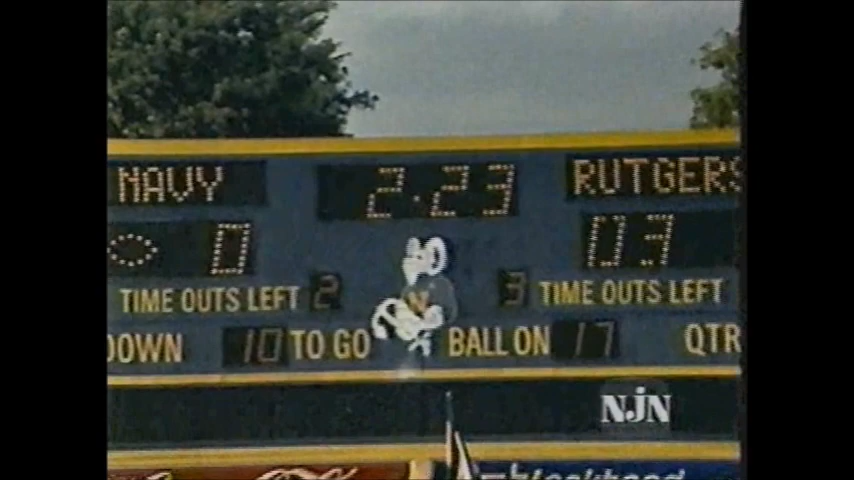 NAVY 2:23 RUTGERS
0 03
TIME OUTS LEFT 2 3 TIME OUTS LEFT
DOWN 10 TO GO N BALL ON 17 QTR
NJN